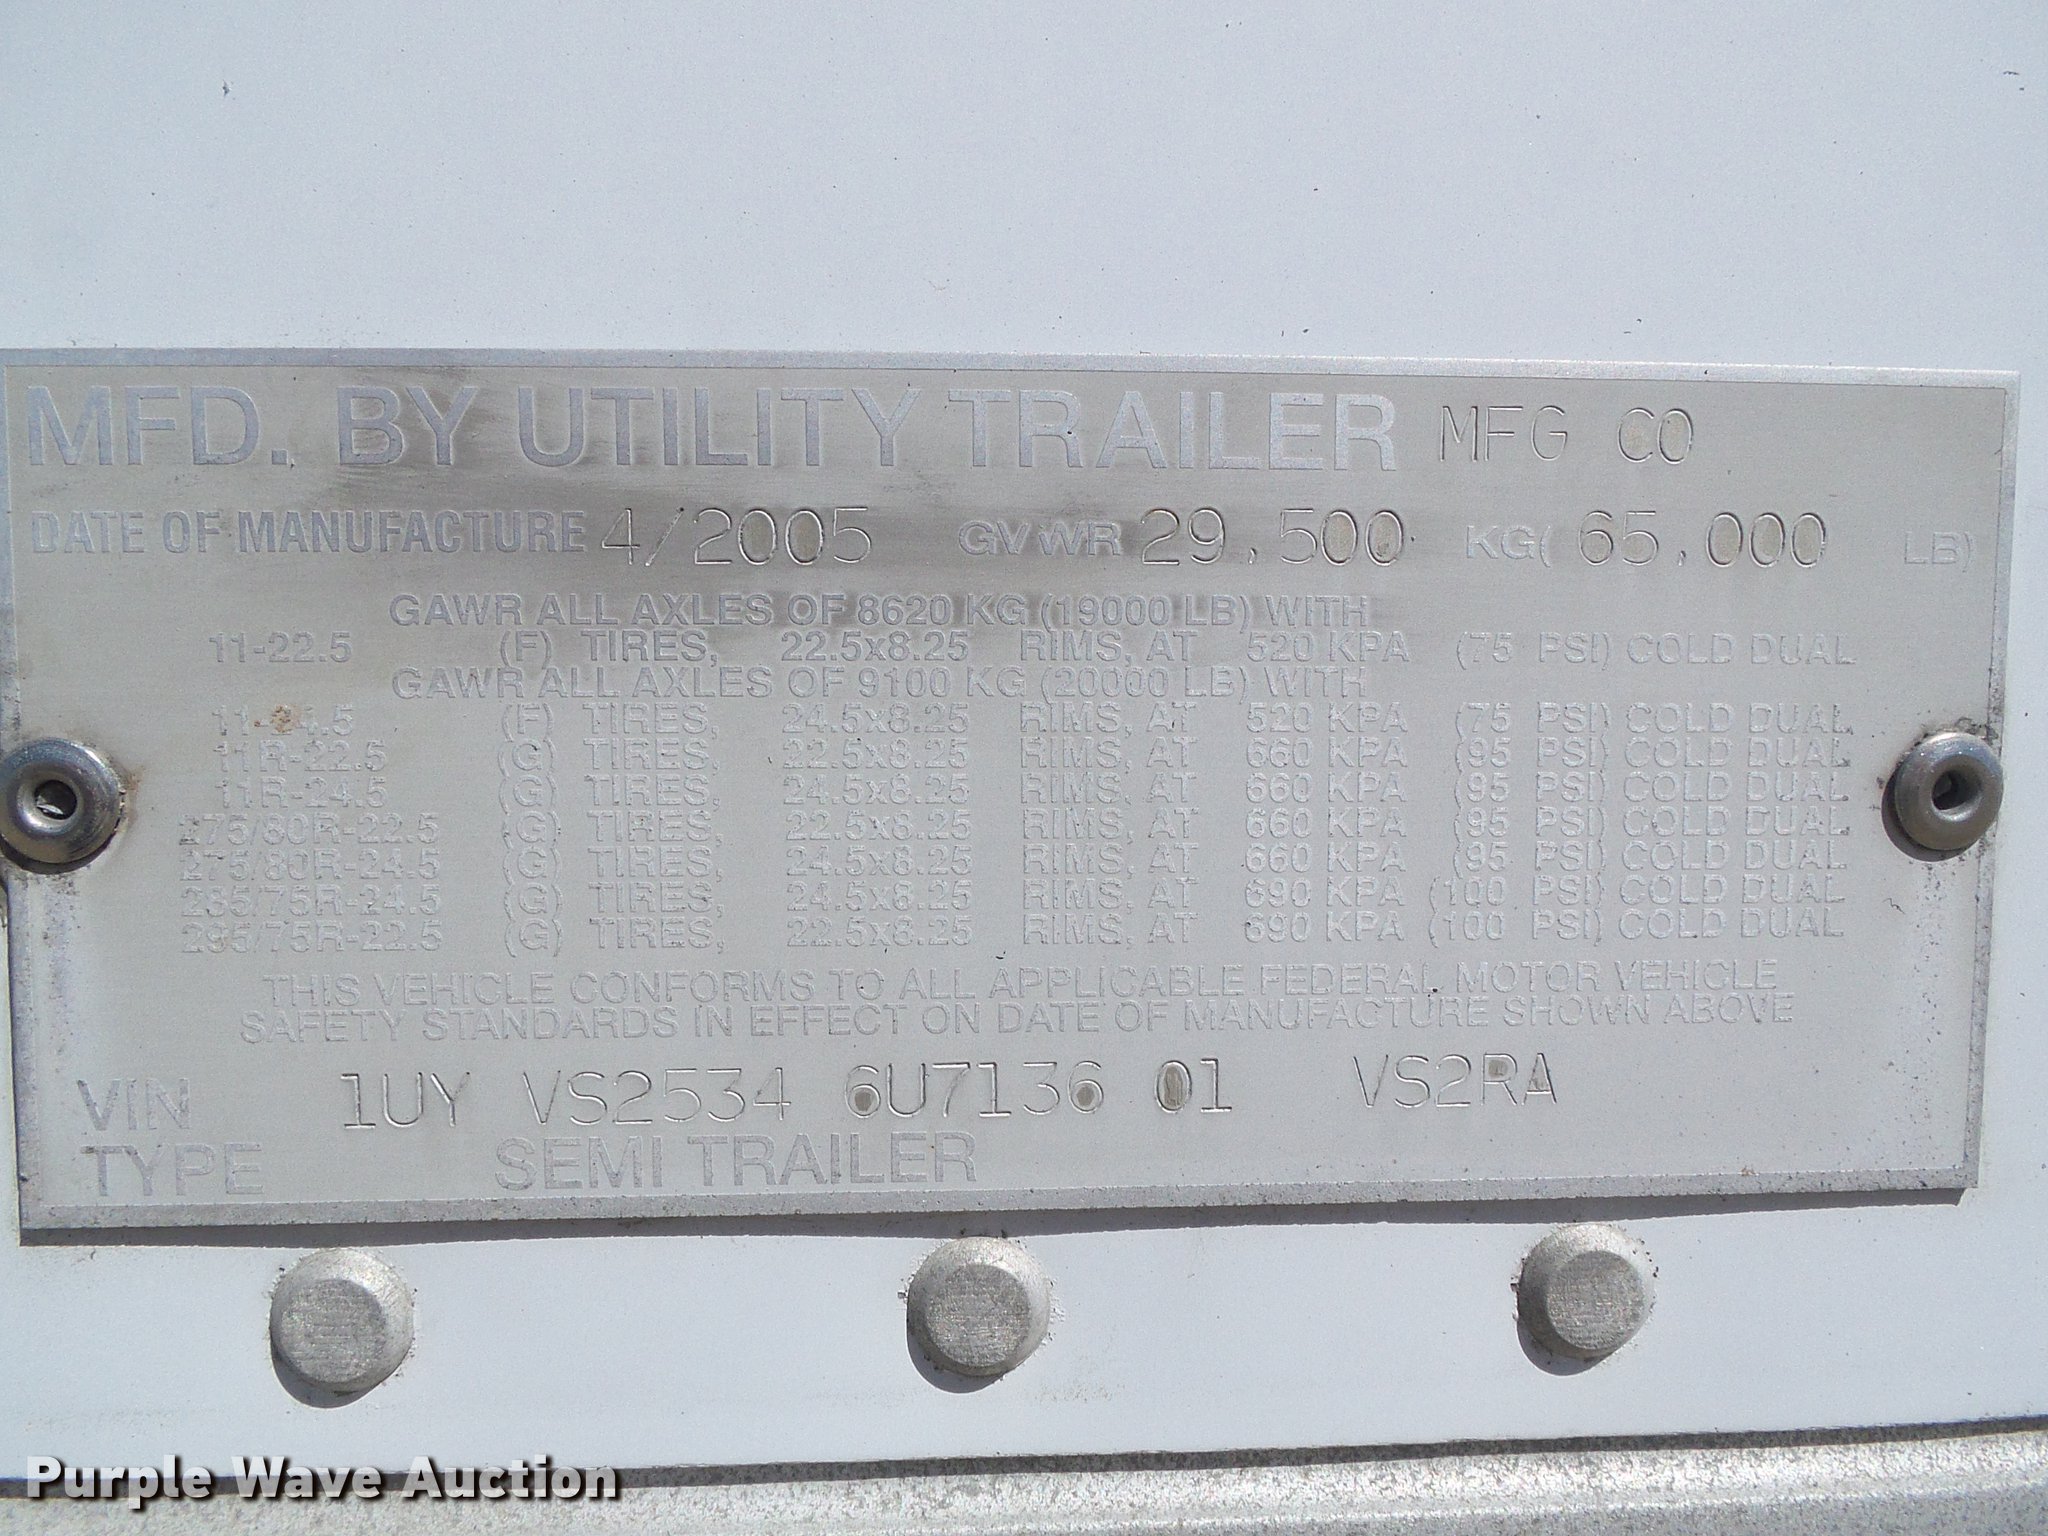 MFD. BY UTILITY TRAILER MFG CO
DATE OF MANUFACTURE 4/2005 GVWR 29,500 KG( 65,000 LB)
GAWR ALL AXLES OF 8620 KG (19000 LB) WITH
11-22.5 (F) TIRES, 22.5x8.25 RIMS, AT 520 KPA (75 PSI) COLD DUAL
GAWR ALL AXLES OF 9100 KG (20000 LB) WITH
11-24.5 (F) TIRES, 24.5x8.25 RIMS, AT 520 KPA (75 PSI) COLD DUAL
11R-22.5 (G) TIRES, 22.5x8.25 RIMS, AT 660 KPA (95 PSI) COLD DUAL
11R-24.5 (G) TIRES, 24.5x8.25 RIMS, AT 660 KPA (95 PSI) COLD DUAL
275/80R-22.5 (G) TIRES, 22.5x8.25 RIMS, AT 660 KPA (95 PSI) COLD DUAL
275/80R-24.5 (G) TIRES, 24.5x8.25 RIMS, AT 660 KPA (95 PSI) COLD DUAL
285/75R-24.5 (G) TIRES, 24.5x8.25 RIMS, AT 690 KPA (100 PSI) COLD DUAL
295/75R-22.5 (G) TIRES, 22.5x8.25 RIMS, AT 690 KPA (100 PSI) COLD DUAL
THIS VEHICLE CONFORMS TO ALL APPLICABLE FEDERAL MOTOR VEHICLE
SAFETY STANDARDS IN EFFECT ON DATE OF MANUFACTURE SHOWN ABOVE
VIN 1UY VS2534 6U7136 01 VS2RA
TYPE SEMI TRAILER
Purple Wave Auction